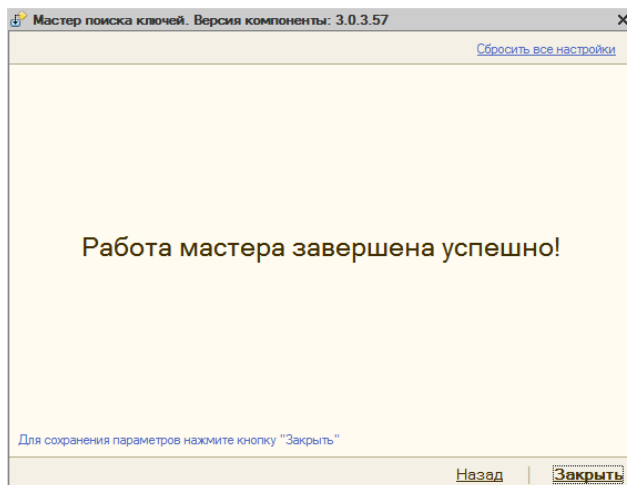 Мастер поиска ключей. Версия компоненты: 3.0.3.57
Сбросить все настройки
Работа мастера завершена успешно!
Для сохранения параметров нажмите кнопку "Закрыть"
Назад Закрыть